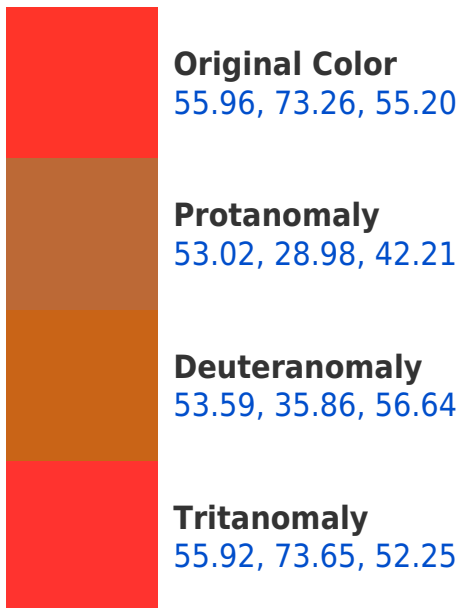 Original Color
55.96, 73.26, 55.20
Protanomaly
53.02, 28.98, 42.21
Deuteranomaly
53.59, 35.86, 56.64
Tritanomaly
55.92, 73.65, 52.25